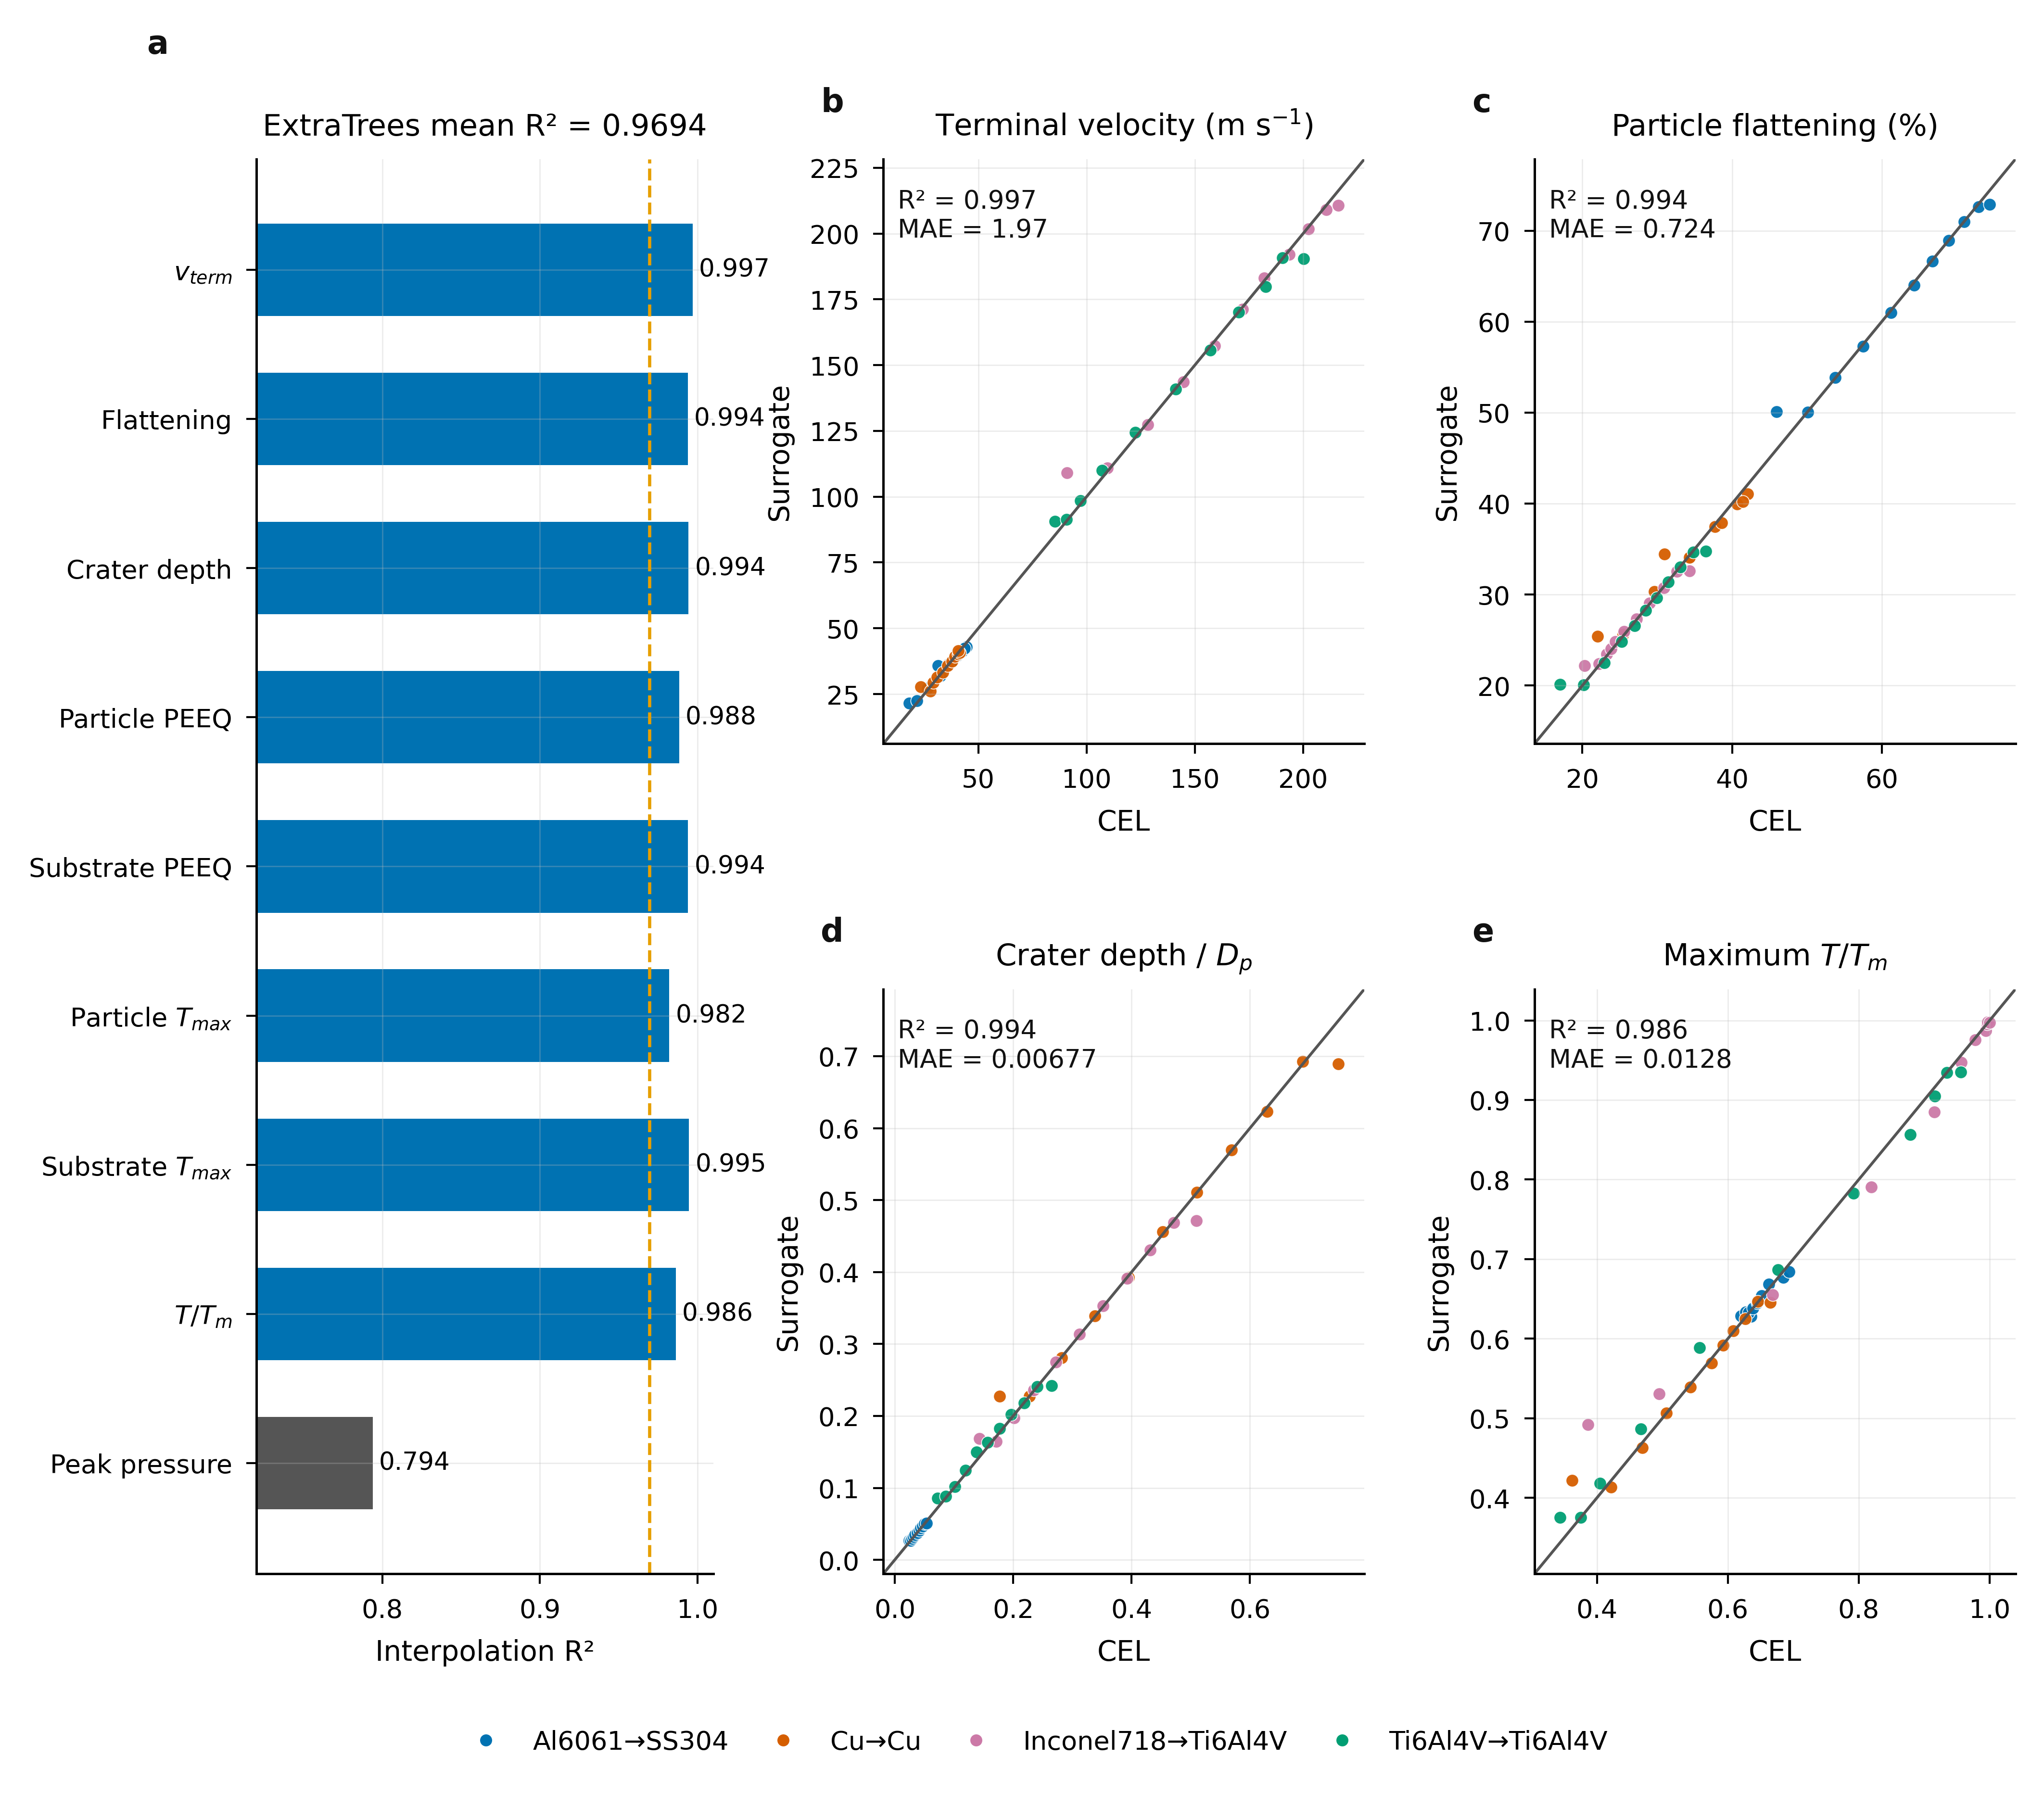 a
ExtraTrees mean R² = 0.9694
v_term
0.997
Flattening
0.994
Crater depth
0.994
Particle PEEQ
0.988
Substrate PEEQ
0.994
Particle T_max
0.982
Substrate T_max
0.995
T/T_m
0.986
Peak pressure
0.794
0.8 0.9 1.0
Interpolation R²
b
Terminal velocity (m s⁻¹)
R² = 0.997
MAE = 1.97
225
200
175
150
125
100
75
50
25
Surrogate
50 100 150 200
CEL
c
Particle flattening (%)
R² = 0.994
MAE = 0.724
70
60
50
40
30
20
Surrogate
20 40 60
CEL
d
Crater depth / D_p
R² = 0.994
MAE = 0.00677
0.7
0.6
0.5
0.4
0.3
0.2
0.1
0.0
Surrogate
0.0 0.2 0.4 0.6
CEL
e
Maximum T/T_m
R² = 0.986
MAE = 0.0128
1.0
0.9
0.8
0.7
0.6
0.5
0.4
Surrogate
0.4 0.6 0.8 1.0
CEL
Al6061→SS304 Cu→Cu Inconel718→Ti6Al4V Ti6Al4V→Ti6Al4V